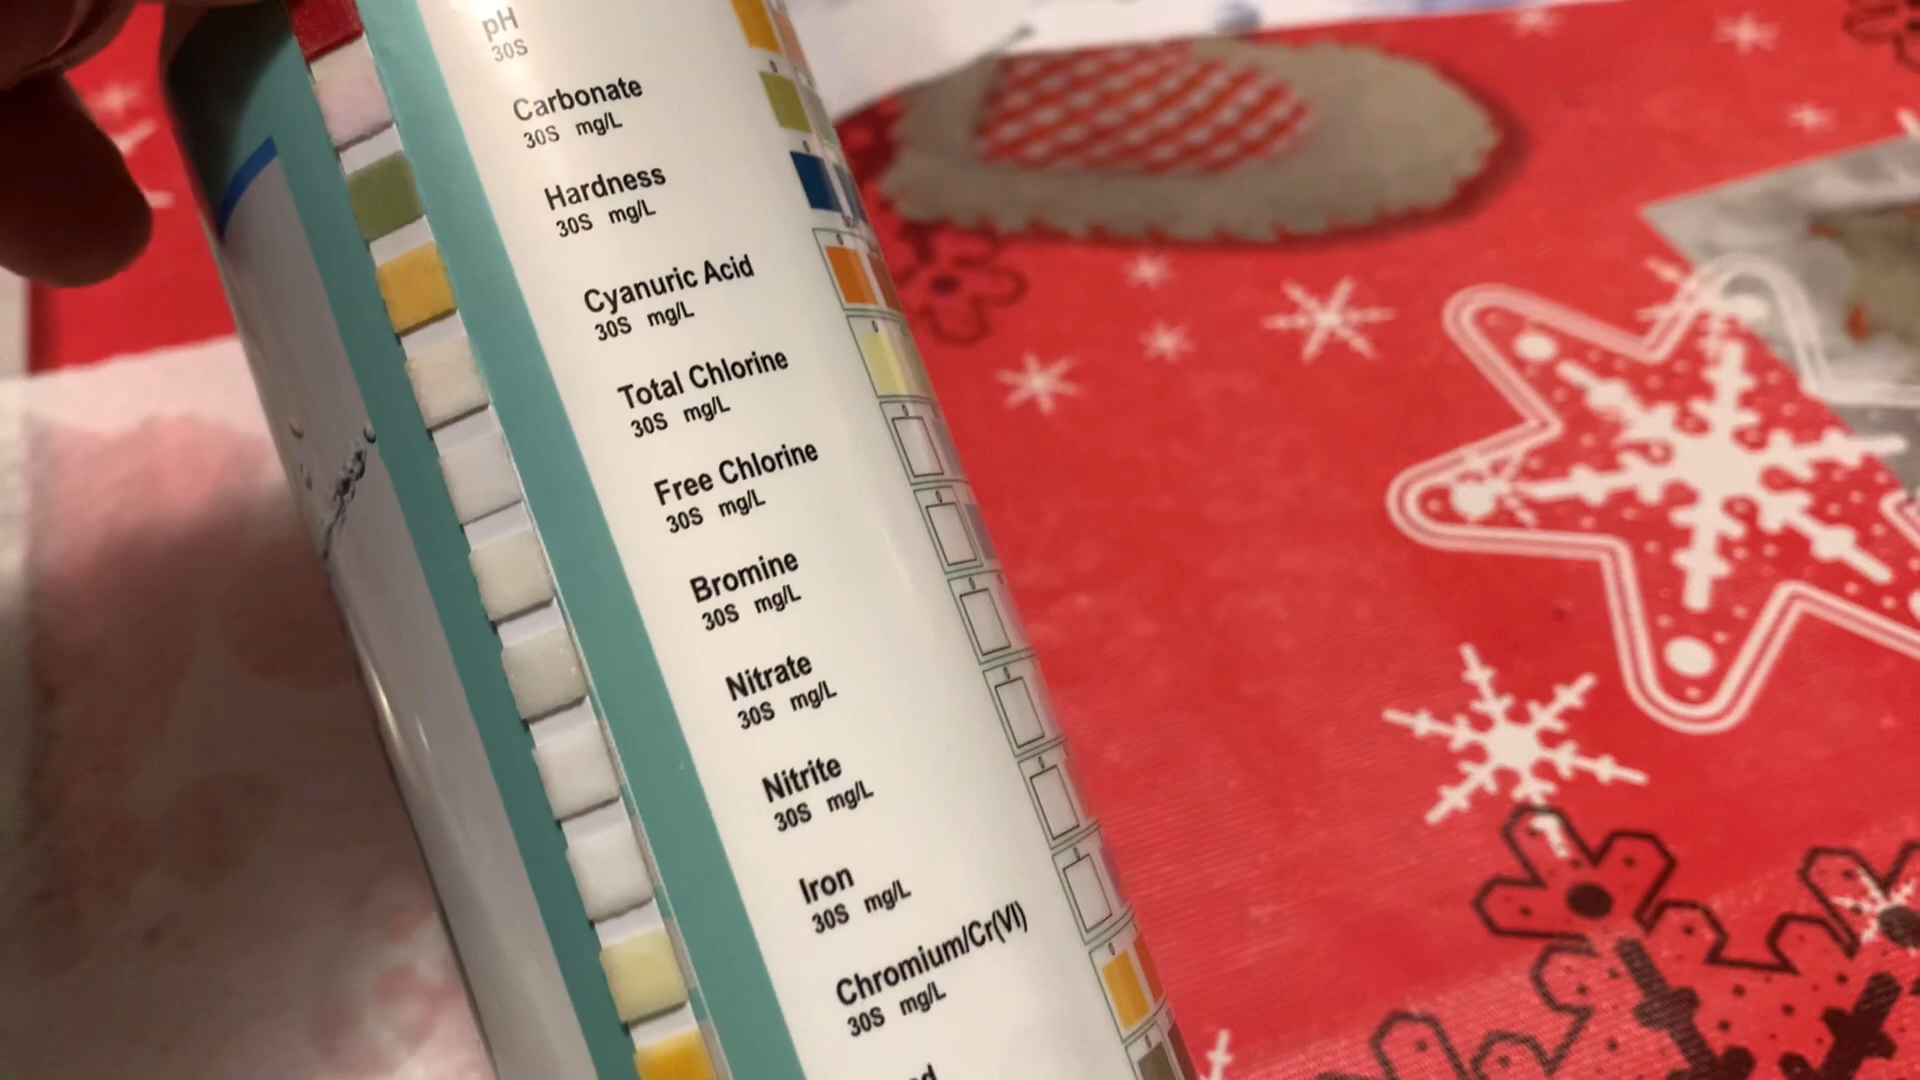 pH
30S
Carbonate
30S mg/L
Hardness
30S mg/L
Cyanuric Acid
30S mg/L
Total Chlorine
30S mg/L
Free Chlorine
30S mg/L
Bromine
30S mg/L
Nitrate
30S mg/L
Nitrite
30S mg/L
Iron
30S mg/L
Chromium/Cr(VI)
30S mg/L